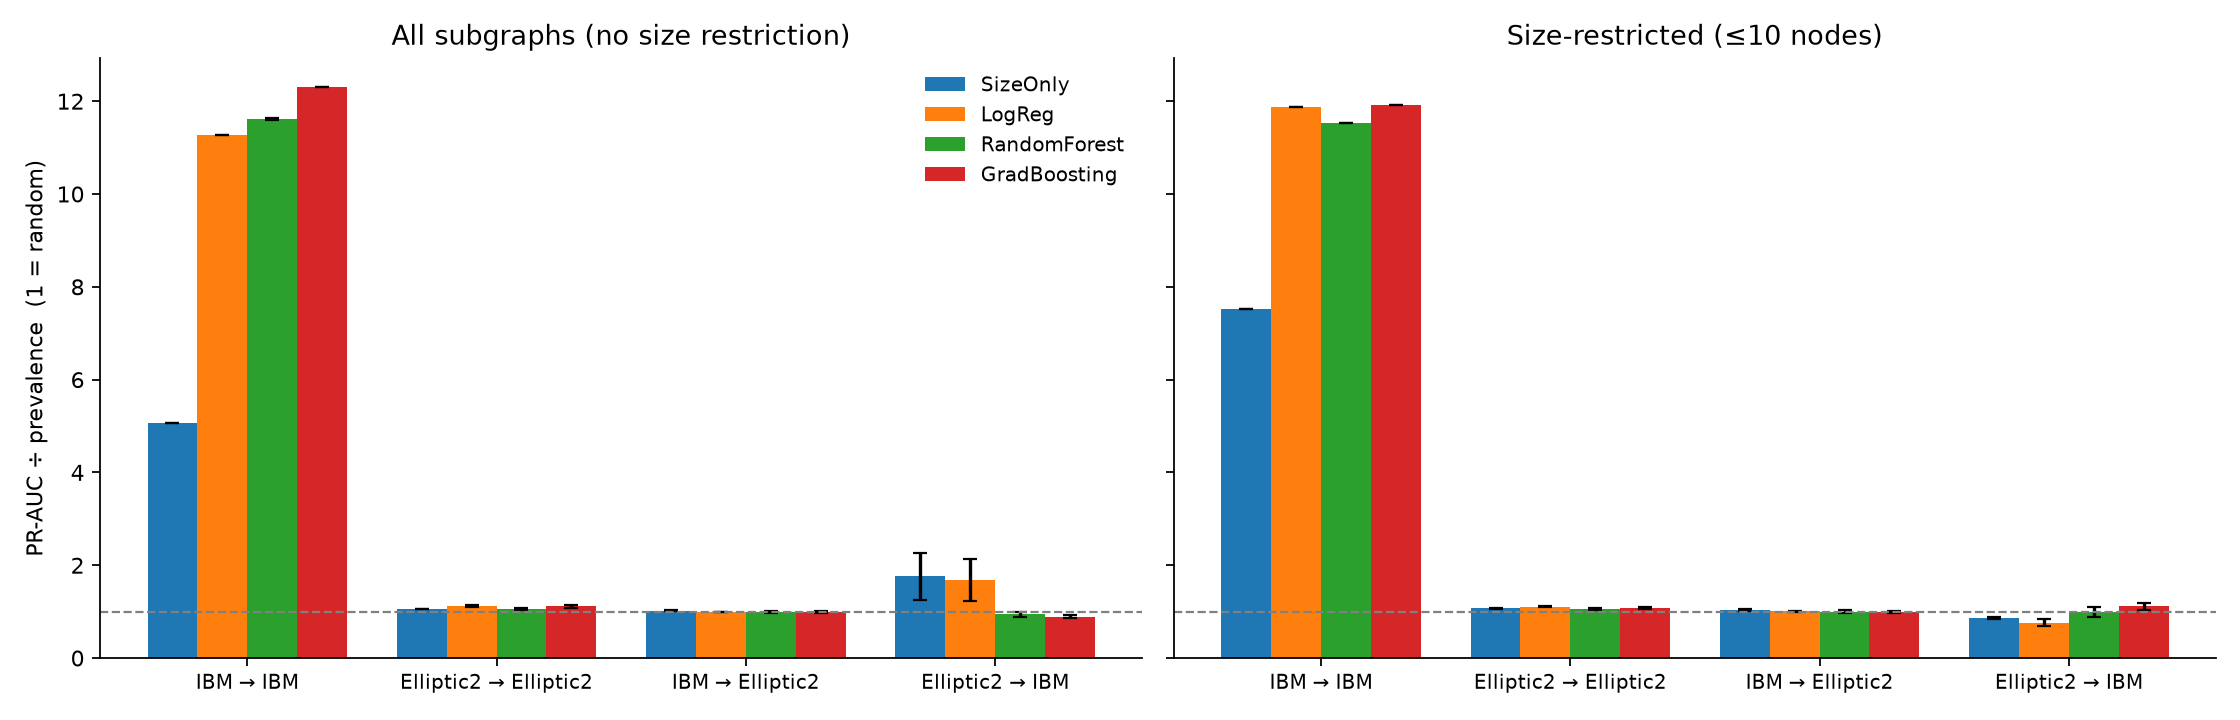 All subgraphs (no size restriction)
PR-AUC ÷ prevalence (1 = random)
12
10
8
6
4
2
0
SizeOnly
LogReg
RandomForest
GradBoosting
IBM → IBM
Elliptic2 → Elliptic2
IBM → Elliptic2
Elliptic2 → IBM
Size-restricted (≤10 nodes)
IBM → IBM
Elliptic2 → Elliptic2
IBM → Elliptic2
Elliptic2 → IBM